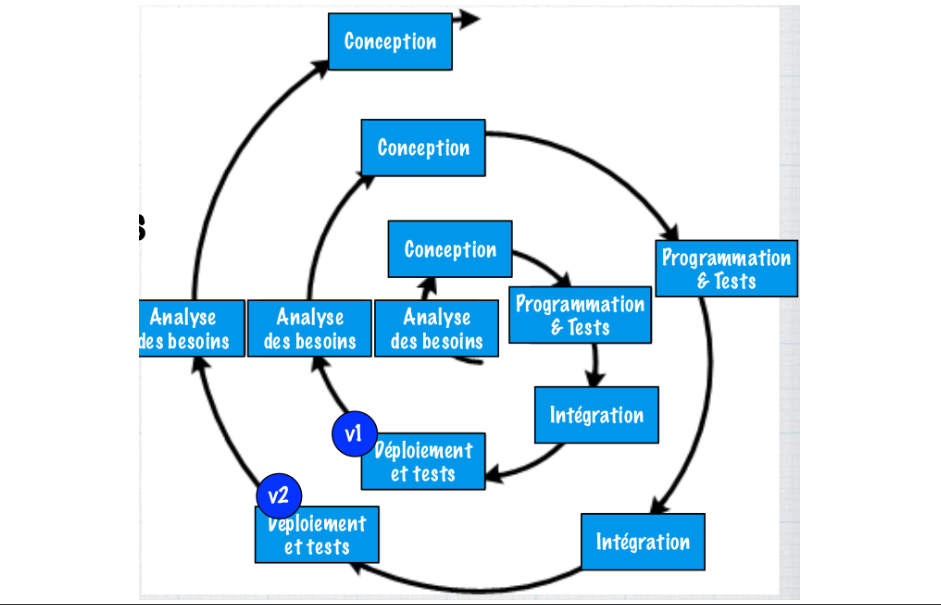 Conception
Conception
Conception
Programmation
& Tests
Programmation
& Tests
Analyse
des besoins
Analyse
des besoins
Analyse
des besoins
Intégration
v1
Déploiement
et tests
v2
Déploiement
et tests
Intégration
s